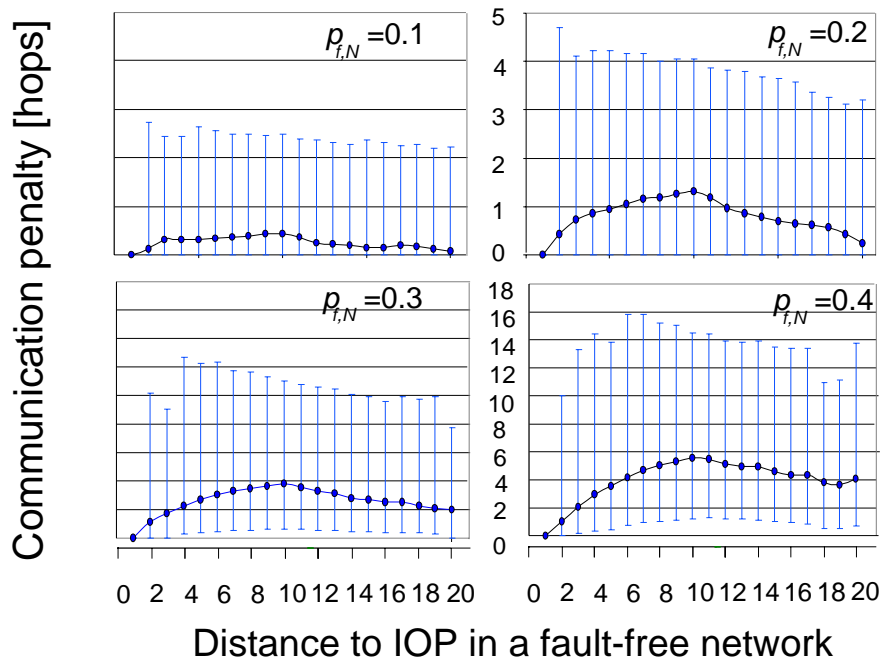 Communication penalty [hops]
p_f,N =0.1
5
4
3
2
1
0
p_f,N =0.2
p_f,N =0.3
18
16
14
12
10
8
6
4
2
0
p_f,N =0.4
0 2 4 6 8 10 12 14 16 18 20
0 2 4 6 8 10 12 14 16 18 20
Distance to IOP in a fault-free network